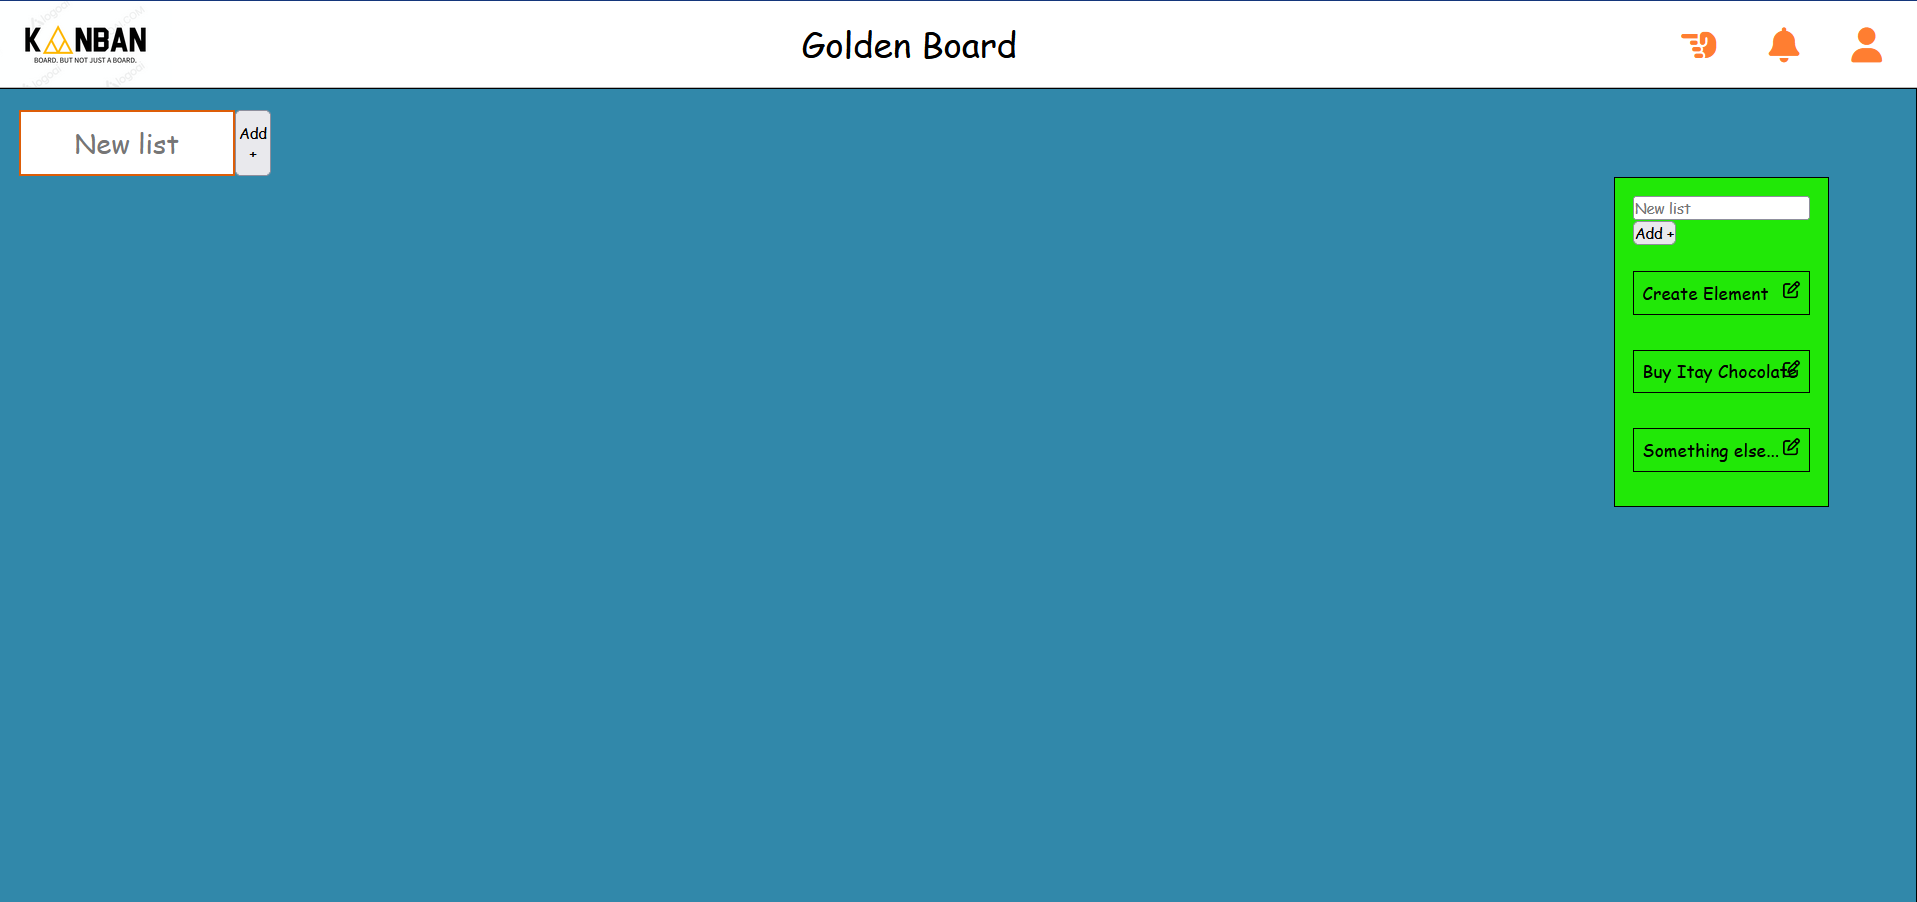 KANBAN
BOARD. BUT NOT JUST A BOARD.
Golden Board
New list
Add
+
New list
Add +
Create Element
Buy Itay Chocolate
Something else...